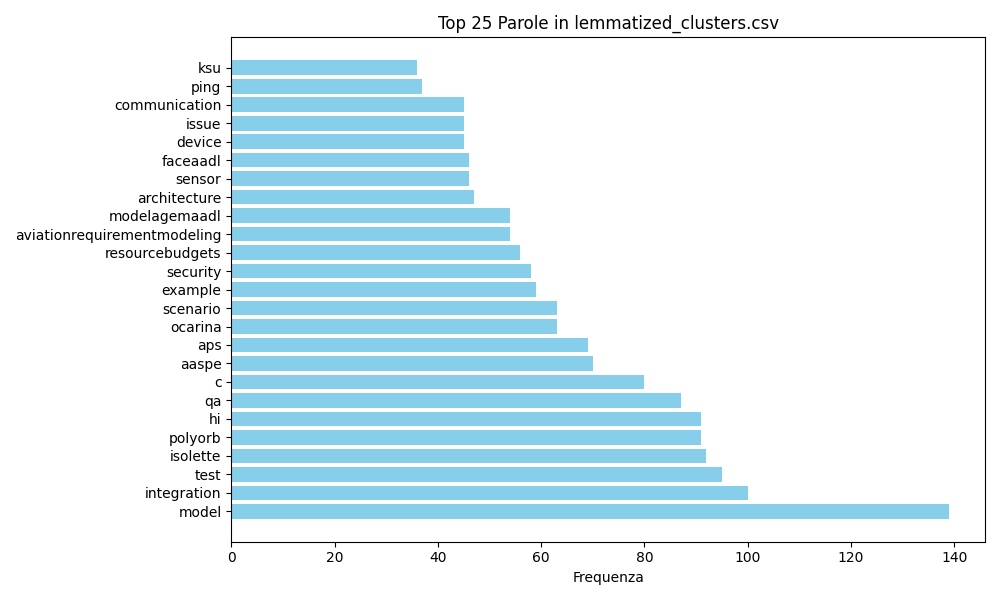 Top 25 Parole in lemmatized_clusters.csv
ksu
ping
communication
issue
device
faceaadl
sensor
architecture
modelagemaadl
aviationrequirementmodeling
resourcebudgets
security
example
scenario
ocarina
aps
aaspe
c
qa
hi
polyorb
isolette
test
integration
model
0 20 40 60 80 100 120 140
Frequenza